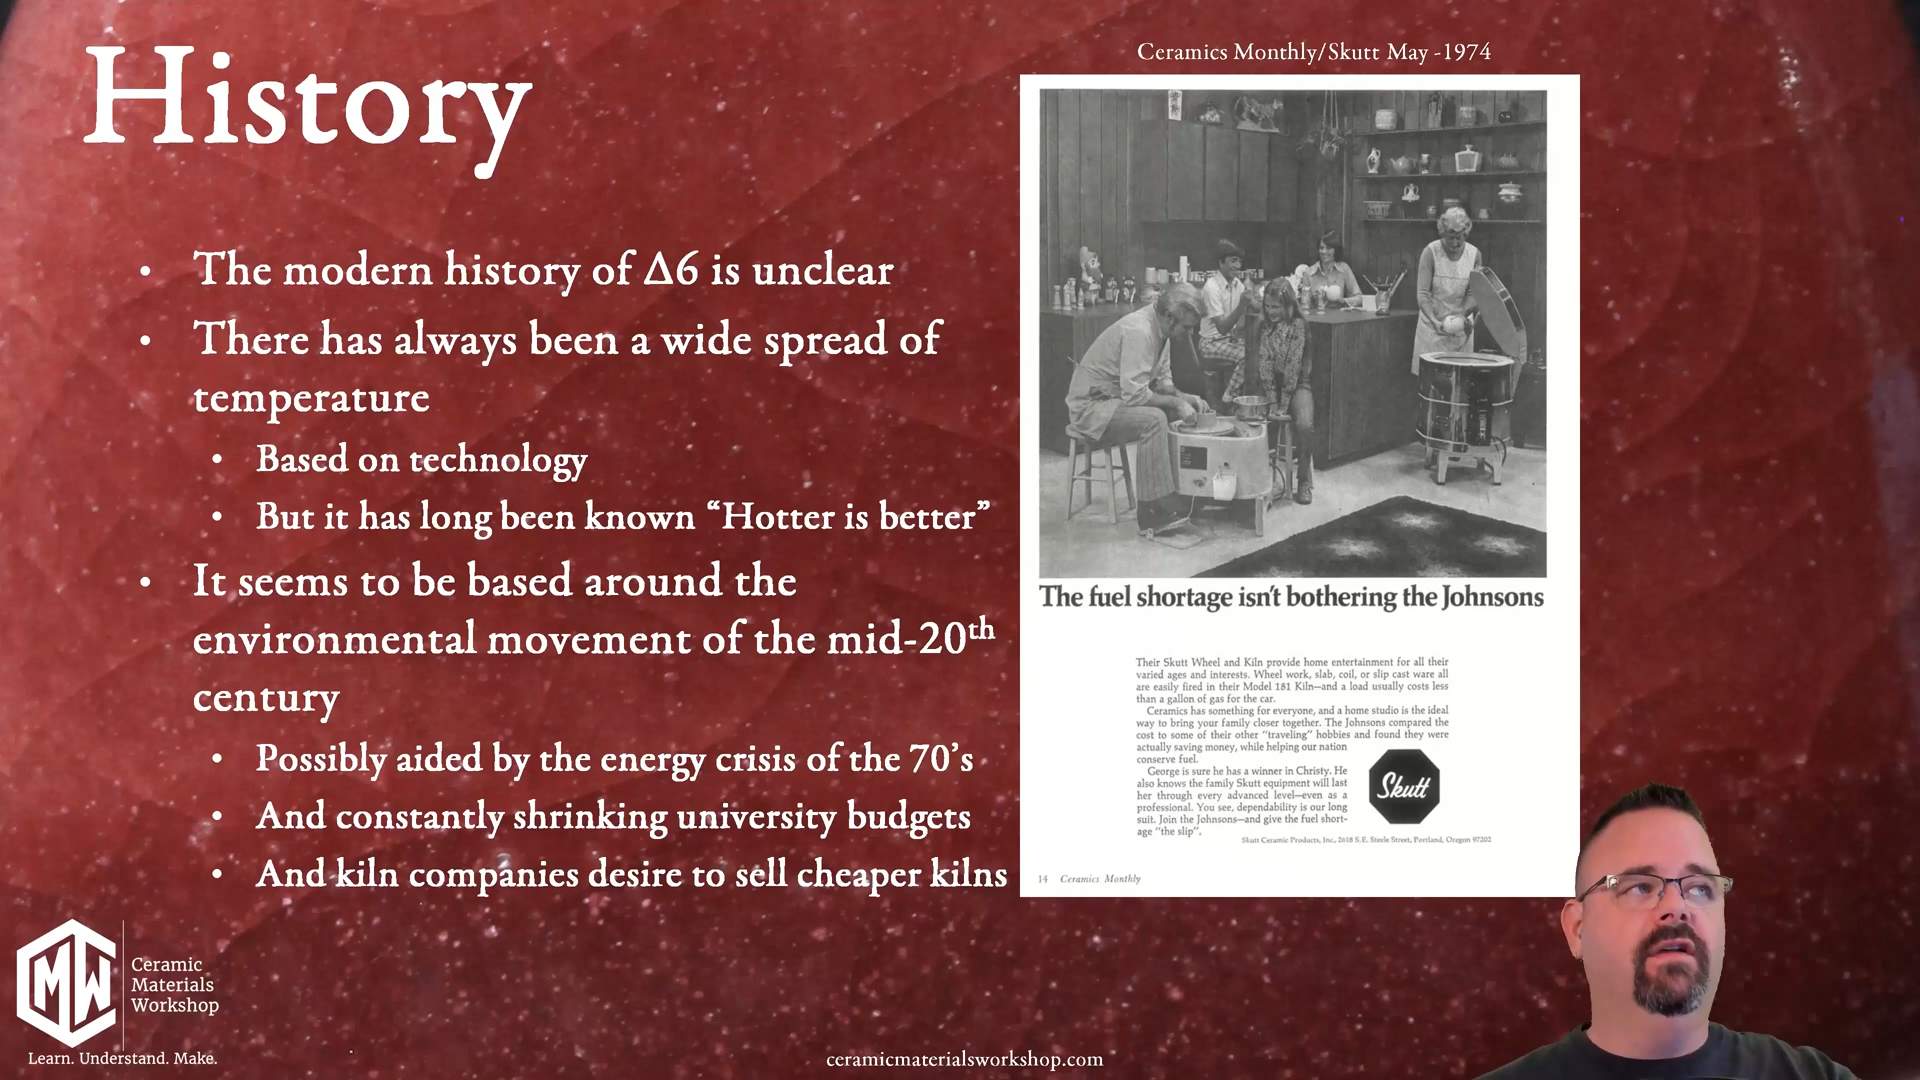 History
Ceramics Monthly/Skutt May -1974
• The modern history of Δ6 is unclear
• There has always been a wide spread of
temperature
• Based on technology
• But it has long been known “Hotter is better”
• It seems to be based around the
environmental movement of the mid-20th
century
• Possibly aided by the energy crisis of the 70’s
• And constantly shrinking university budgets
• And kiln companies desire to sell cheaper kilns
The fuel shortage isn't bothering the Johnsons
Their Skutt Wheel and Kiln provide home entertainment for all their
varied ages and interests. Wheel work, slab, coil, or slip cast ware all
are easily fired in their Model 181 Kiln—and a load usually costs less
than a gallon of gas for the car.
Ceramics has something for everyone, and a home studio is the ideal
way to bring your family closer together. The Johnsons compared the
cost to some of their other "traveling" hobbies and found they were
actually saving money, while helping our nation
conserve fuel.
George is sure he has a winner in Christy. He
also knows the family Skutt equipment will last
her through every advanced level—even as a
professional. You see, dependability is our long
suit. Join the Johnsons—and give the fuel short-
age "the slip".
Skutt
Skutt Ceramic Products, Inc., 2618 S.E. Steele Street, Portland, Oregon 97202
14 Ceramics Monthly
CMW
Ceramic
Materials
Workshop
Learn. Understand. Make.
ceramicmaterialsworkshop.com